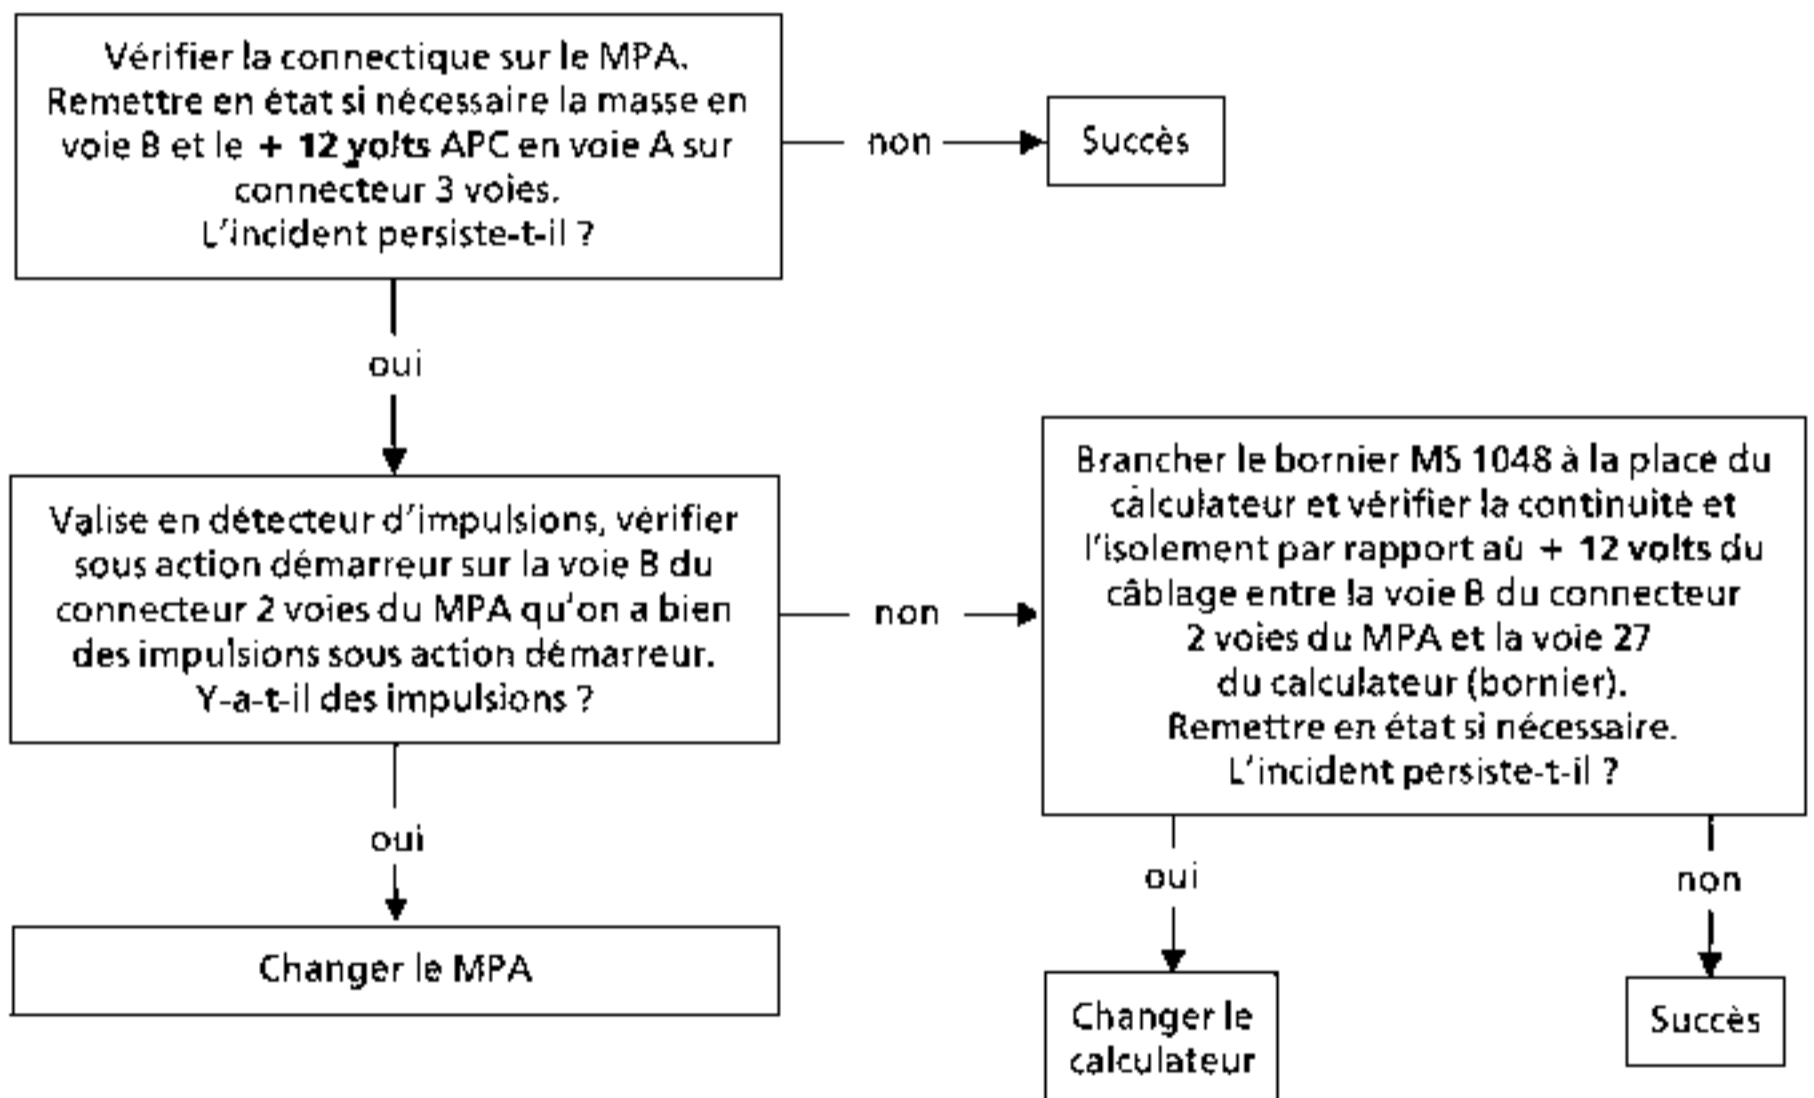 Vérifier la connectique sur le MPA.
Remettre en état si nécessaire la masse en
voie B et le + 12 volts APC en voie A sur
connecteur 3 voies.
L'incident persiste-t-il ?
non
Succès
oui
Valise en détecteur d'impulsions, vérifier
sous action démarreur sur la voie B du
connecteur 2 voies du MPA qu'on a bien
des impulsions sous action démarreur.
Y-a-t-il des impulsions ?
non
Brancher le bornier MS 1048 à la place du
calculateur et vérifier la continuité et
l'isolement par rapport aù + 12 volts du
câblage entre la voie B du connecteur
2 voies du MPA et la voie 27
du calculateur (bornier).
Remettre en état si nécessaire.
L'incident persiste-t-il ?
oui
Changer le MPA
oui
non
Changer le
calculateur
Succès